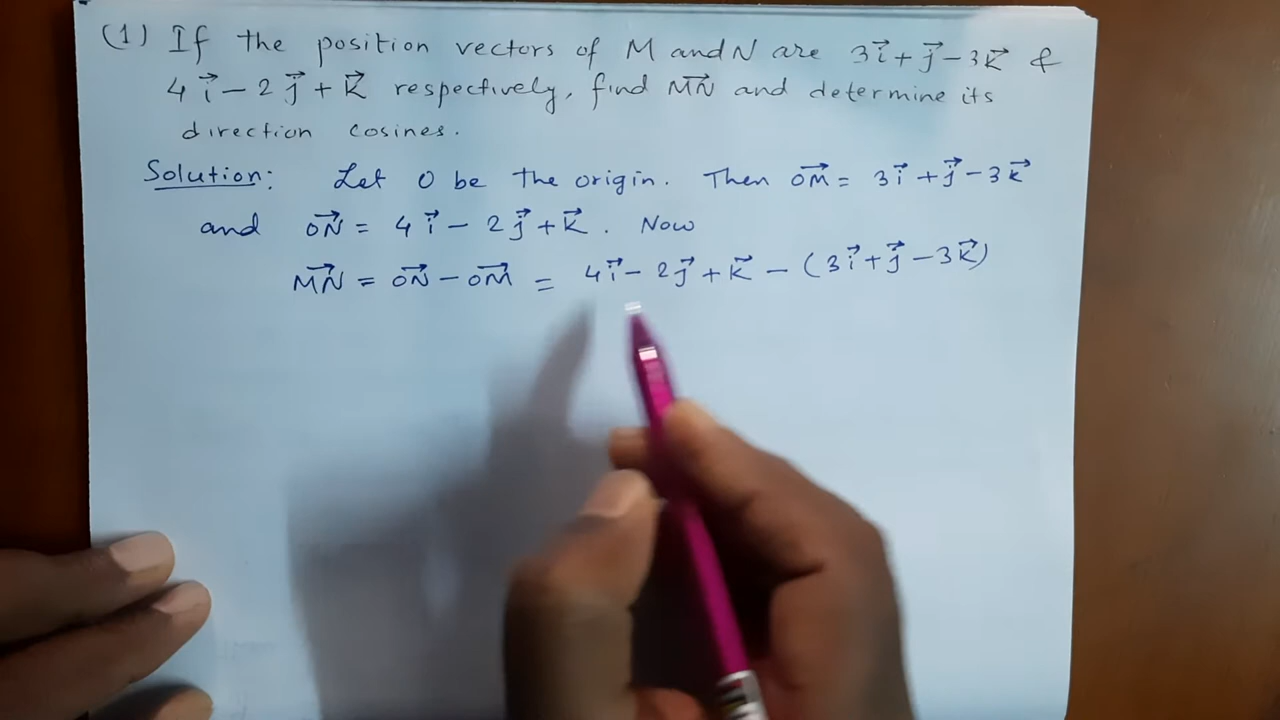 (1) If the position vectors of M and N are 3i⃗ + j⃗ - 3k⃗ &
4i⃗ - 2j⃗ + k⃗ respectively, find MN⃗ and determine its
direction cosines.
Solution: Let O be the origin. Then OM⃗ = 3i⃗ + j⃗ - 3k⃗
and ON⃗ = 4i⃗ - 2j⃗ + k⃗. Now
MN⃗ = ON⃗ - OM⃗ = 4i⃗ - 2j⃗ + k⃗ - (3i⃗ + j⃗ - 3k⃗)